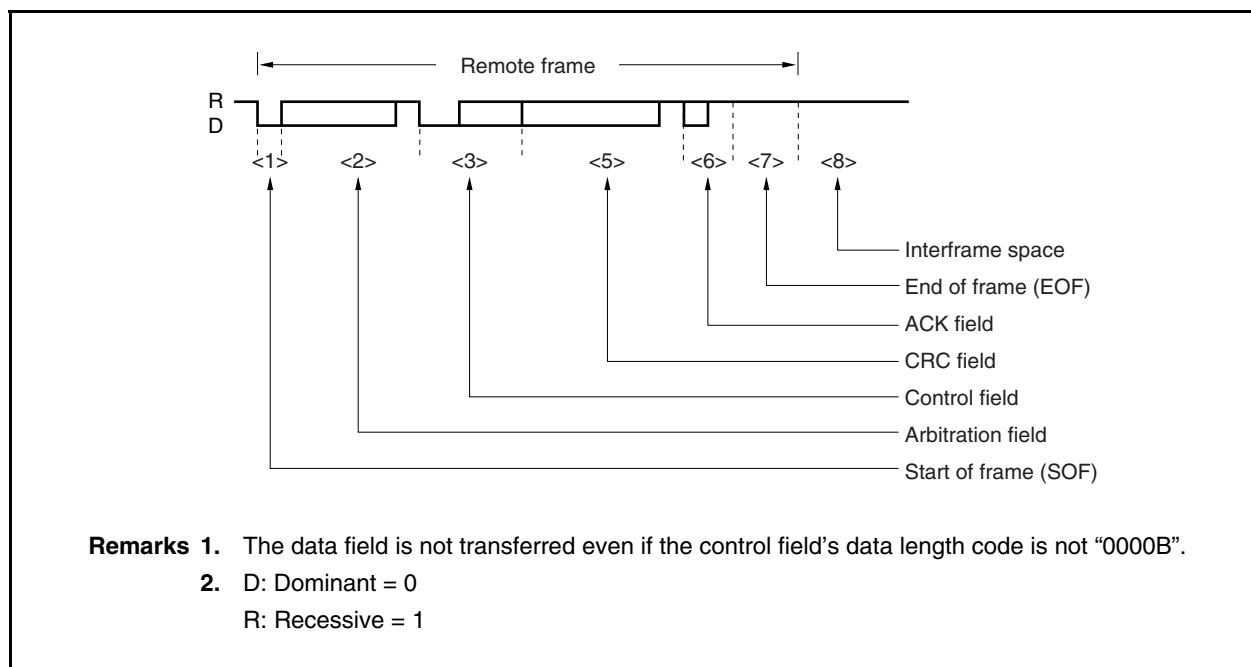 Remote frame
R
D
<1> <2> <3> <5> <6> <7> <8>
Interframe space
End of frame (EOF)
ACK field
CRC field
Control field
Arbitration field
Start of frame (SOF)
Remarks 1. The data field is not transferred even if the control field's data length code is not “0000B”.
2. D: Dominant = 0
R: Recessive = 1